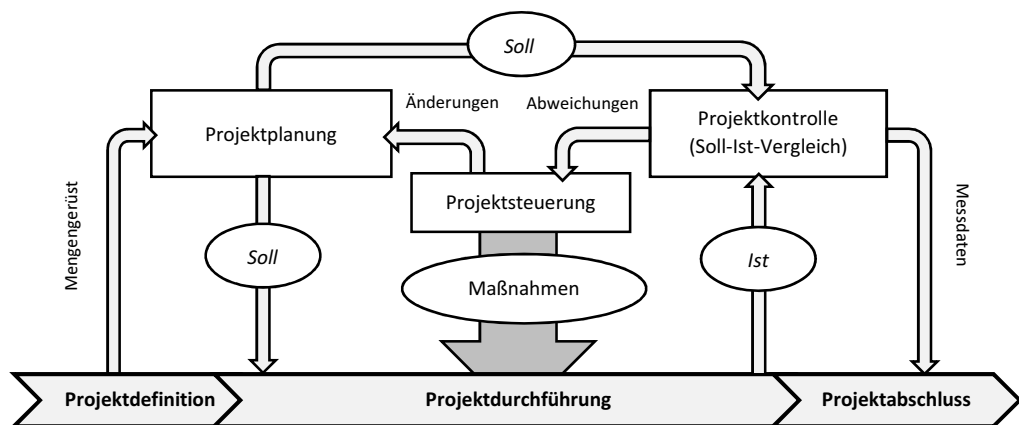 Soll
Änderungen
Abweichungen
Projektplanung
Projektkontrolle
(Soll-Ist-Vergleich)
Mengengerüst
Projektsteuerung
Messdaten
Soll
Maßnahmen
Ist
Projektdefinition
Projektdurchführung
Projektabschluss